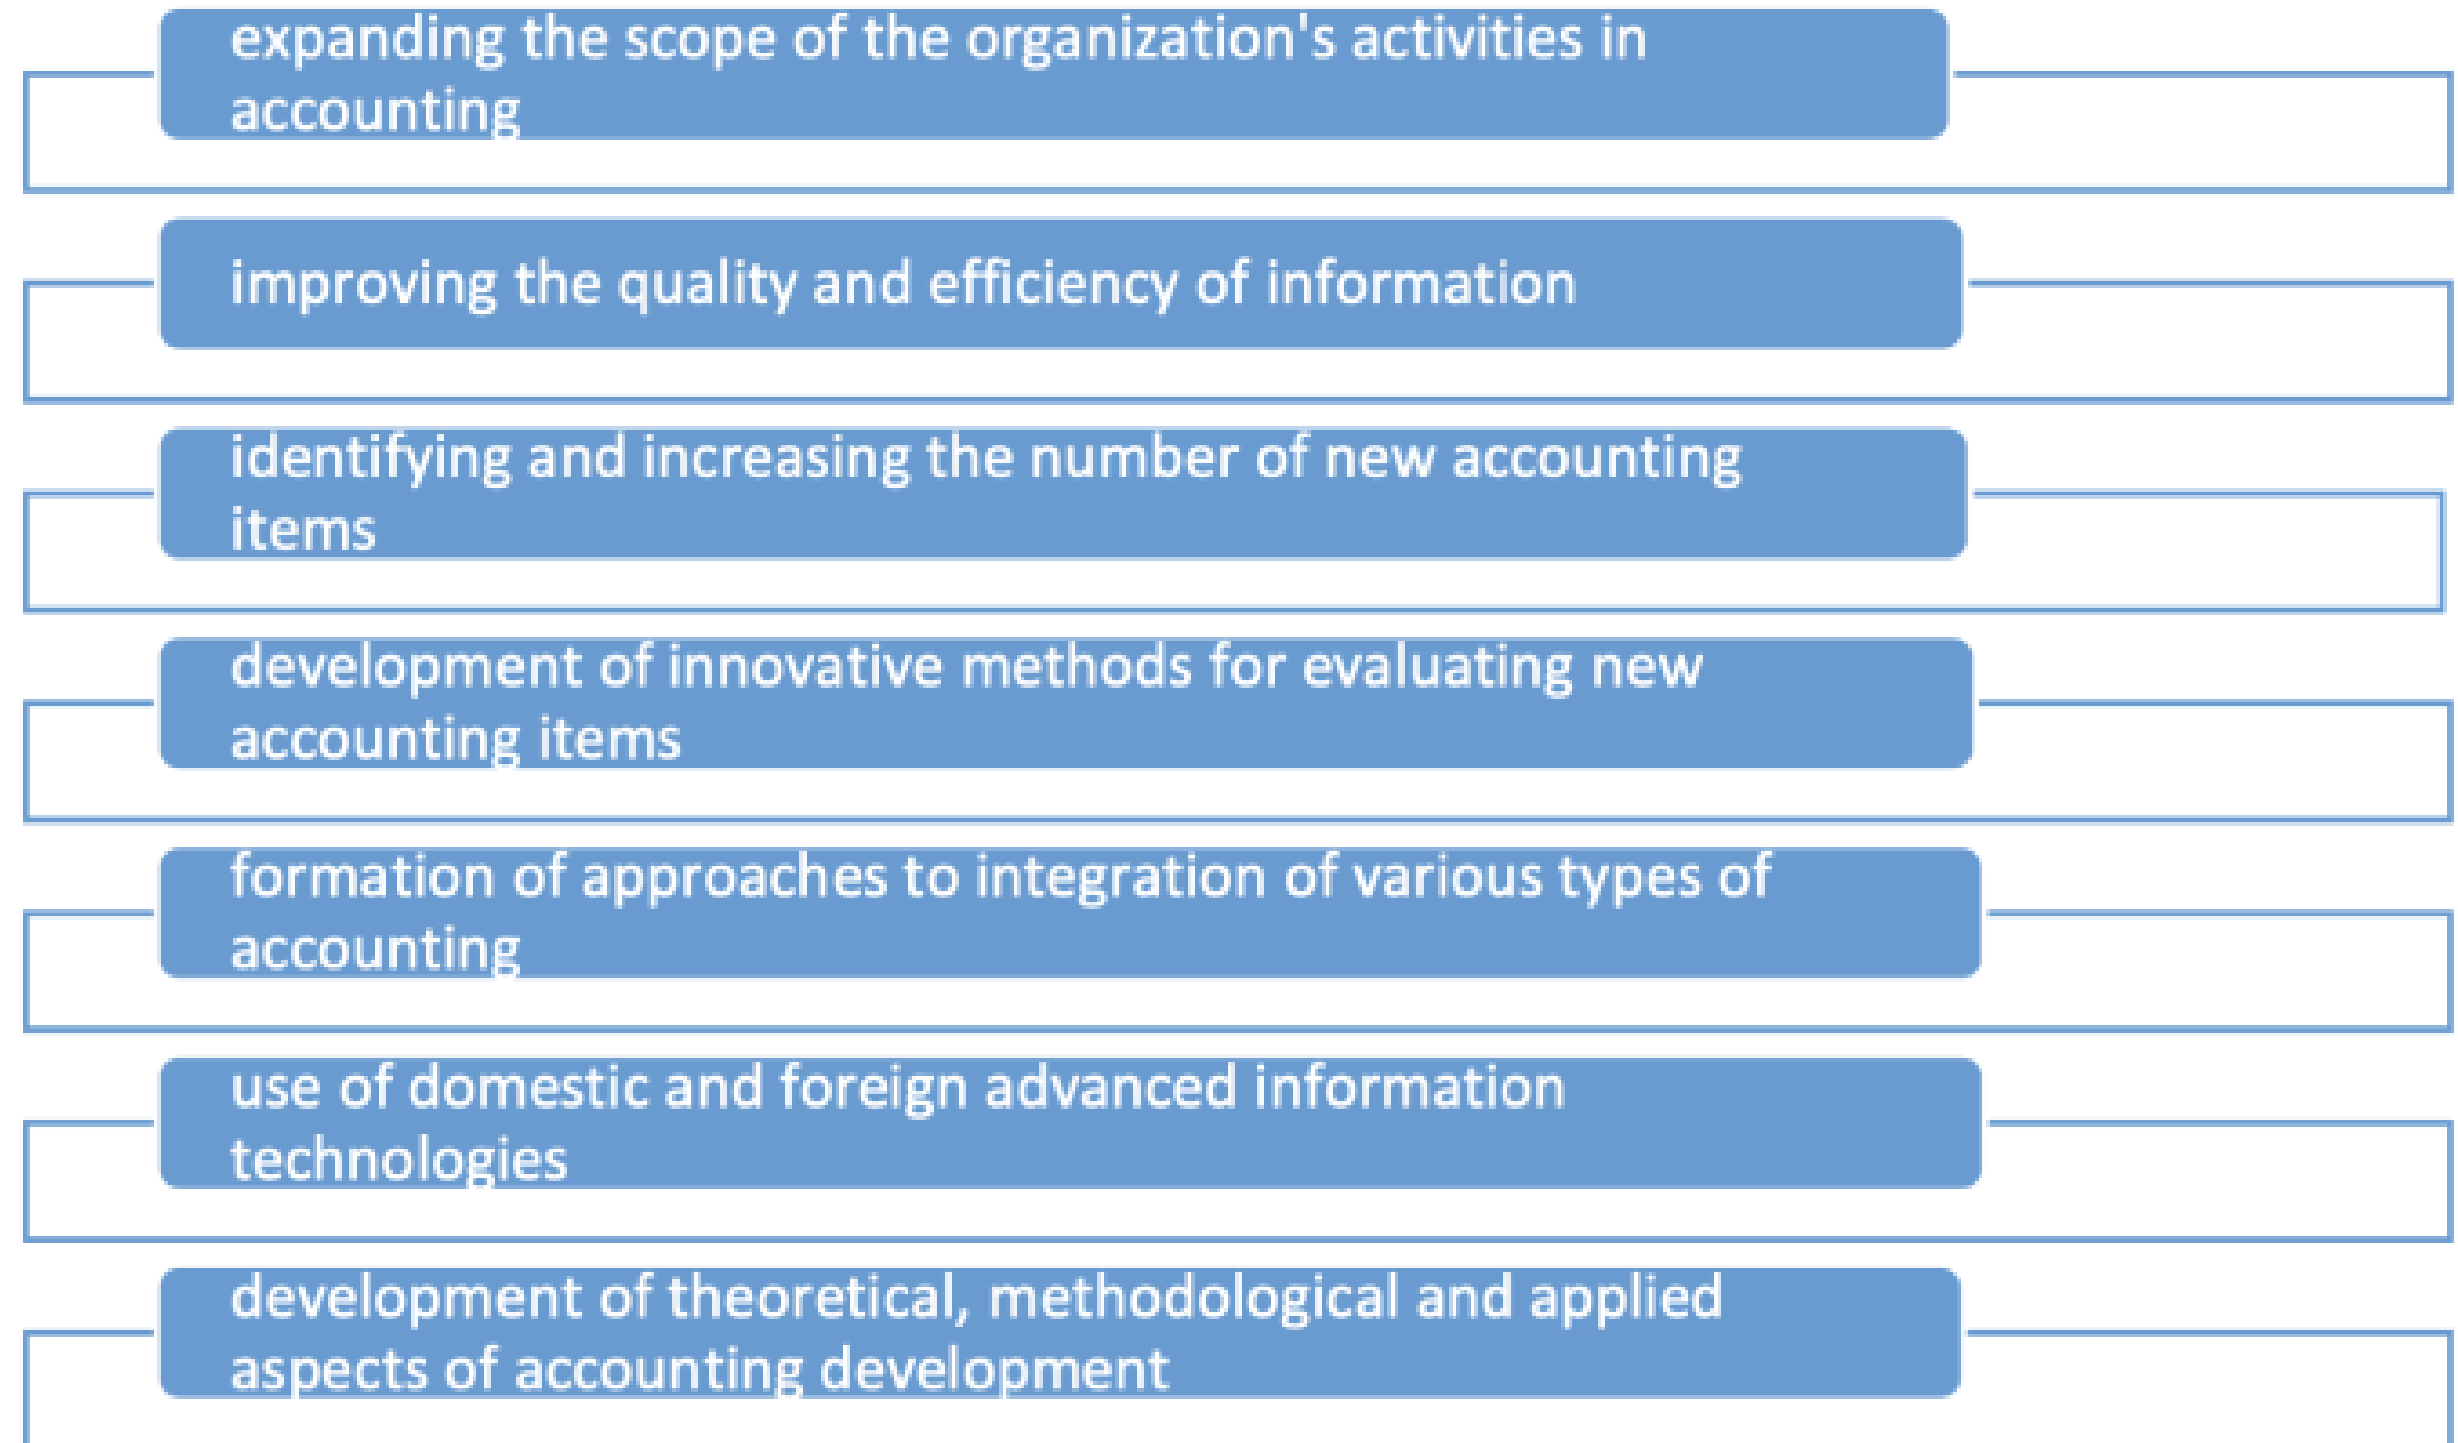 expanding the scope of the organization's activities in
accounting
improving the quality and efficiency of information
identifying and increasing the number of new accounting
items
development of innovative methods for evaluating new
accounting items
formation of approaches to integration of various types of
accounting
use of domestic and foreign advanced information
technologies
development of theoretical, methodological and applied
aspects of accounting development